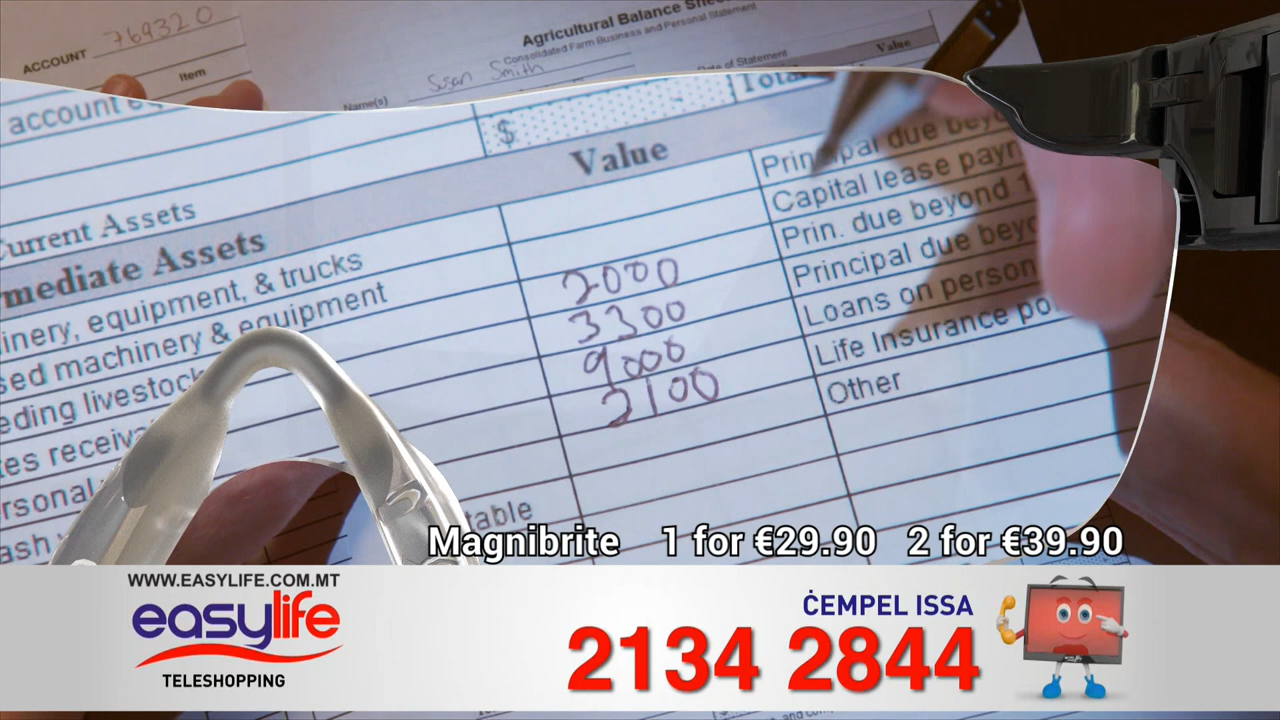 ACCOUNT 769320
Item
Agricultural Balance Shee
Consolidated Farm Business and Personal Statement
Name(s) Susan Smith
Date of Statement
Value
account e
$
Total
Value
Current Assets
mediate Assets
inery, equipment, & trucks
sed machinery & equipment
eding livestock
tes receiva
ersonal
ash v
table
2000
3300
9000
2100
Principal due beyo
Capital lease payr
Prin. due beyond 1
Principal due beyo
Loans on person
Life Insurance po
Other
Magnibrite 1 for €29.90 2 for €39.90
WWW.EASYLIFE.COM.MT
easylife
TELESHOPPING
ĊEMPEL ISSA
2134 2844